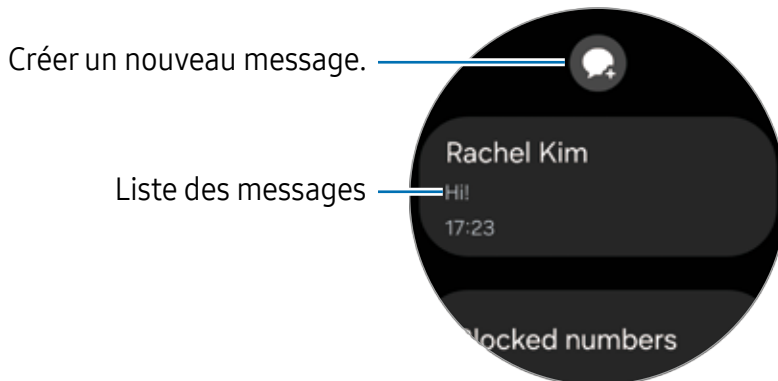 Créer un nouveau message.
Rachel Kim
Liste des messages
Hi!
17:23
Blocked numbers